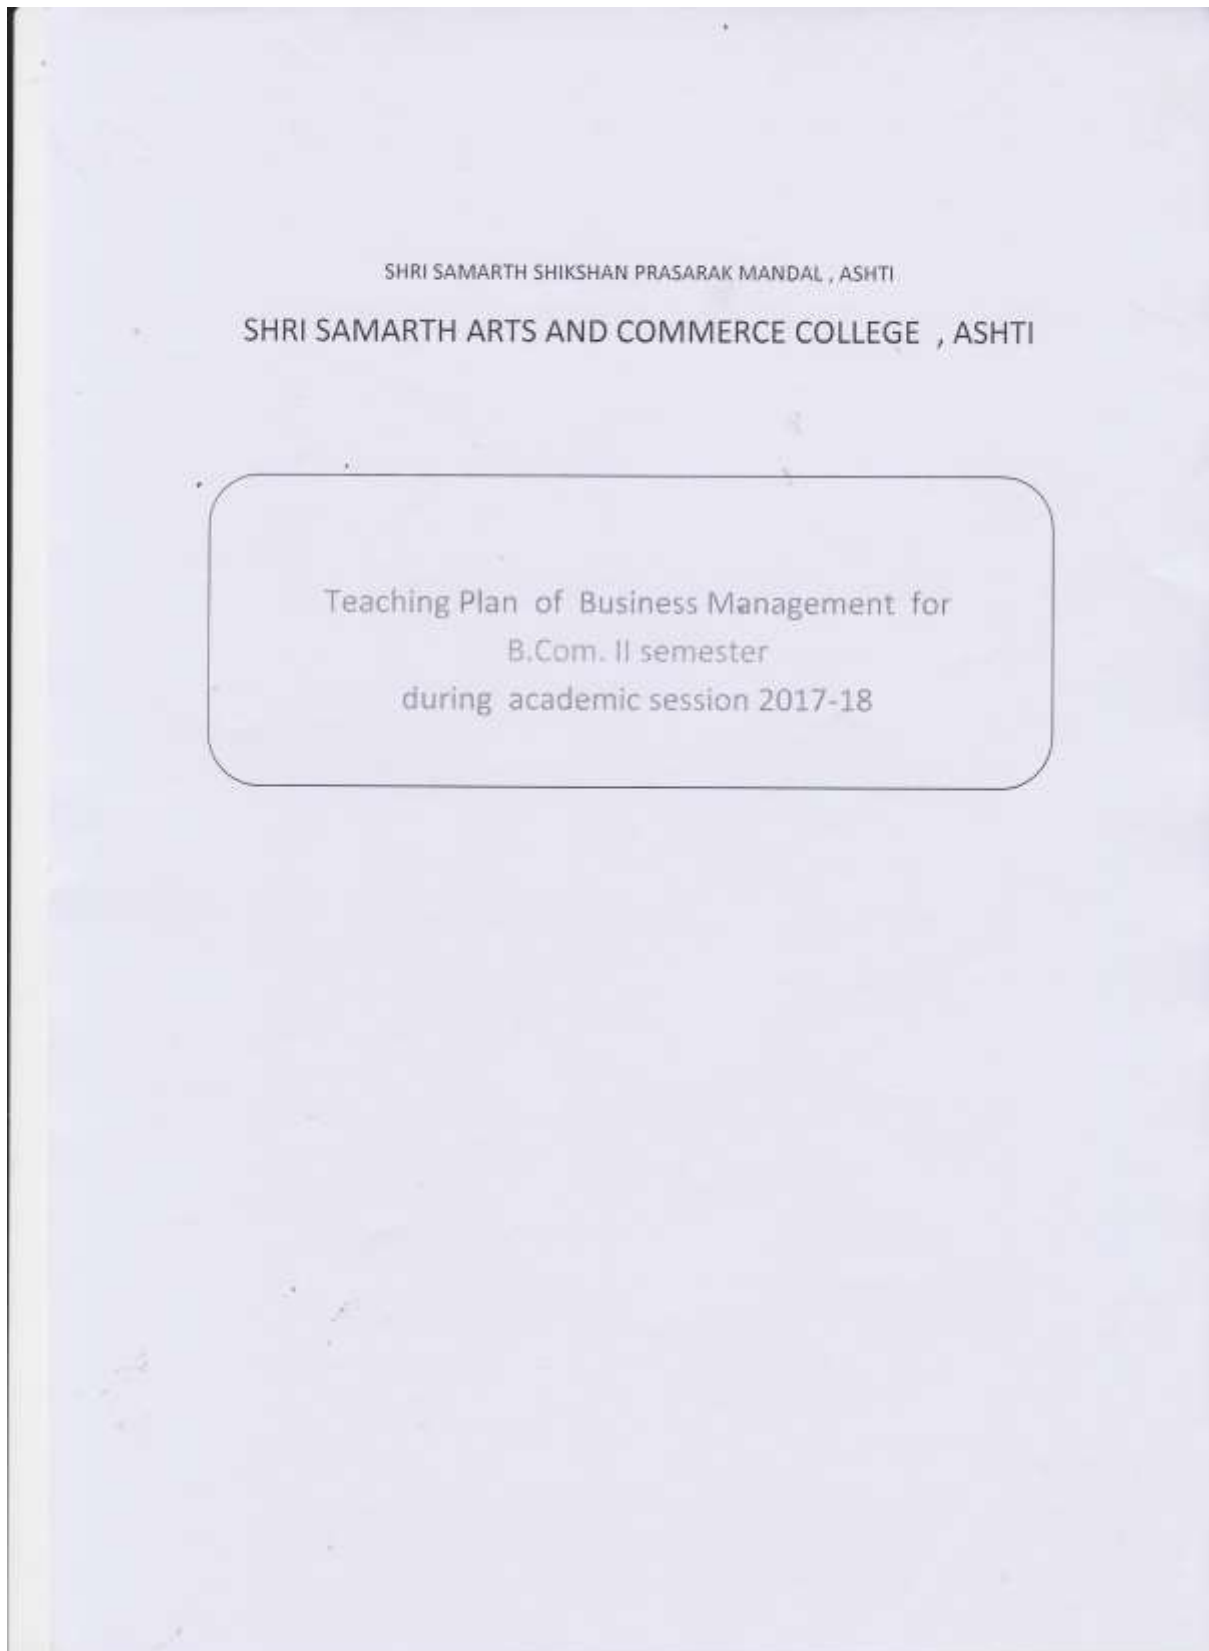 SHRI SAMARTH SHIKSHAN PRASARAK MANDAL , ASHTI
SHRI SAMARTH ARTS AND COMMERCE COLLEGE , ASHTI
Teaching Plan of Business Management for
B.Com. II semester
during academic session 2017-18